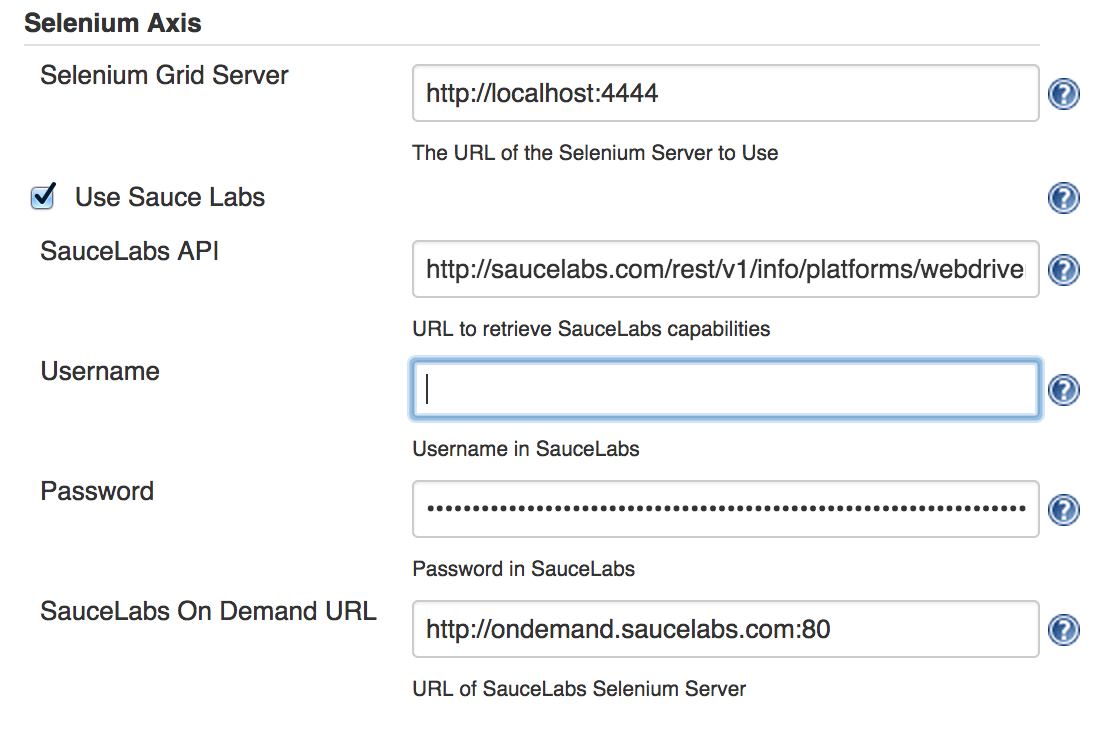 Selenium Axis
Selenium Grid Server
http://localhost:4444
The URL of the Selenium Server to Use
Use Sauce Labs
SauceLabs API
http://saucelabs.com/rest/v1/info/platforms/webdrive
URL to retrieve SauceLabs capabilities
Username
Username in SauceLabs
Password
Password in SauceLabs
SauceLabs On Demand URL
http://ondemand.saucelabs.com:80
URL of SauceLabs Selenium Server